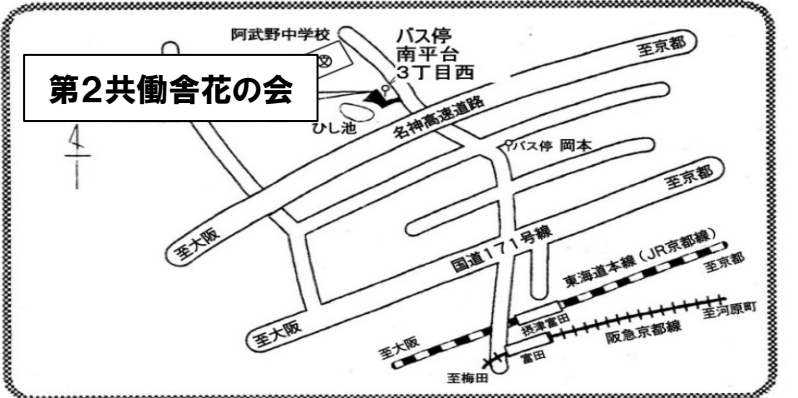 阿武野中学校
バス停
南平台
3丁目西
至京都
第2共働舎花の会
ひし池
名神高速道路
バス停 岡本
至京都
至大阪
国道171号線
東海道本線(JR京都線)
至京都
摂津富田
至河原町
至大阪
至大阪
阪急京都線
富田
至梅田